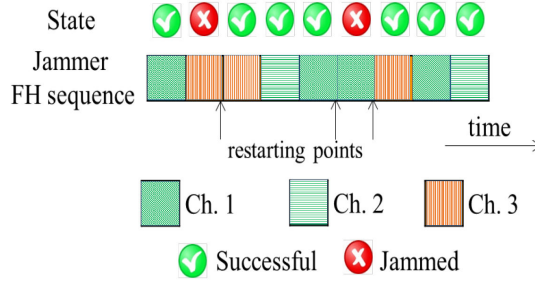 State
Jammer
FH sequence
restarting points
time
Ch. 1
Ch. 2
Ch. 3
Successful
Jammed